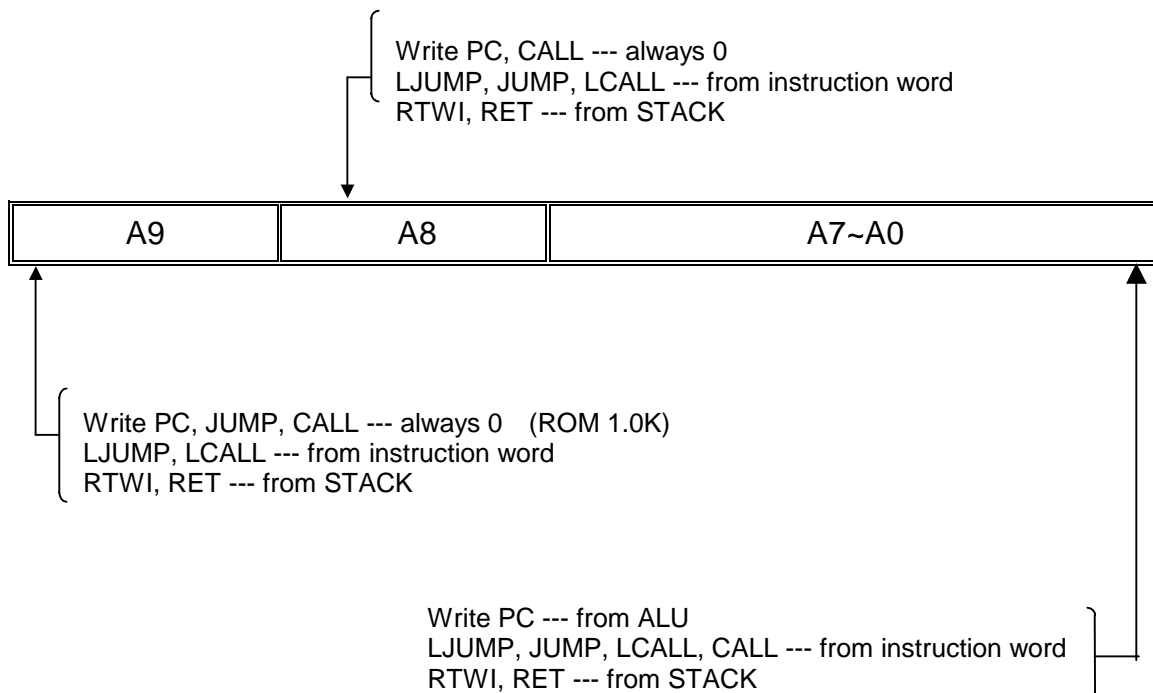 Write PC, CALL --- always 0
LJUMP, JUMP, LCALL --- from instruction word
RTWI, RET --- from STACK
A9 A8 A7~A0
Write PC, JUMP, CALL --- always 0 (ROM 1.0K)
LJUMP, LCALL --- from instruction word
RTWI, RET --- from STACK
Write PC --- from ALU
LJUMP, JUMP, LCALL, CALL --- from instruction word
RTWI, RET --- from STACK